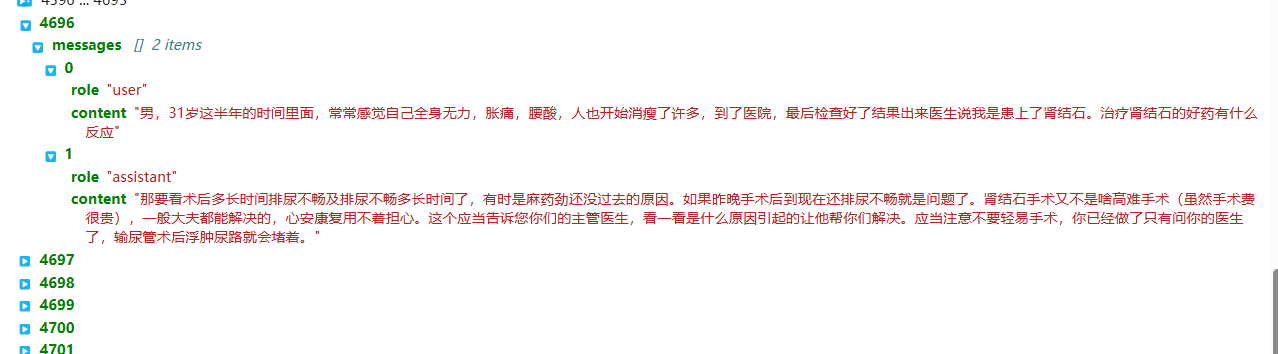 4596 ... 4695
4696
messages [] 2 items
0
role "user"
content "男，31岁这半年的时间里面，常常感觉自己全身无力，胀痛，腰酸，人也开始消瘦了许多，到了医院，最后检查好了结果出来医生说我是患上了肾结石。治疗肾结石的好药有什么
反应"
1
role "assistant"
content "那要看术后多长时间排尿不畅及排尿不畅多长时间了，有时是麻药劲还没过去的原因。如果昨晚手术后到现在还排尿不畅就是问题了。肾结石手术又不是啥高难手术（虽然手术费
很贵），一般大夫都能解决的，心安康复用不着担心。这个应当告诉您你们的主管医生，看一看是什么原因引起的让他帮你们解决。应当注意不要轻易手术，你已经做了只有问你的医生
了，输尿管术后浮肿尿路就会堵着。"
4697
4698
4699
4700
4701